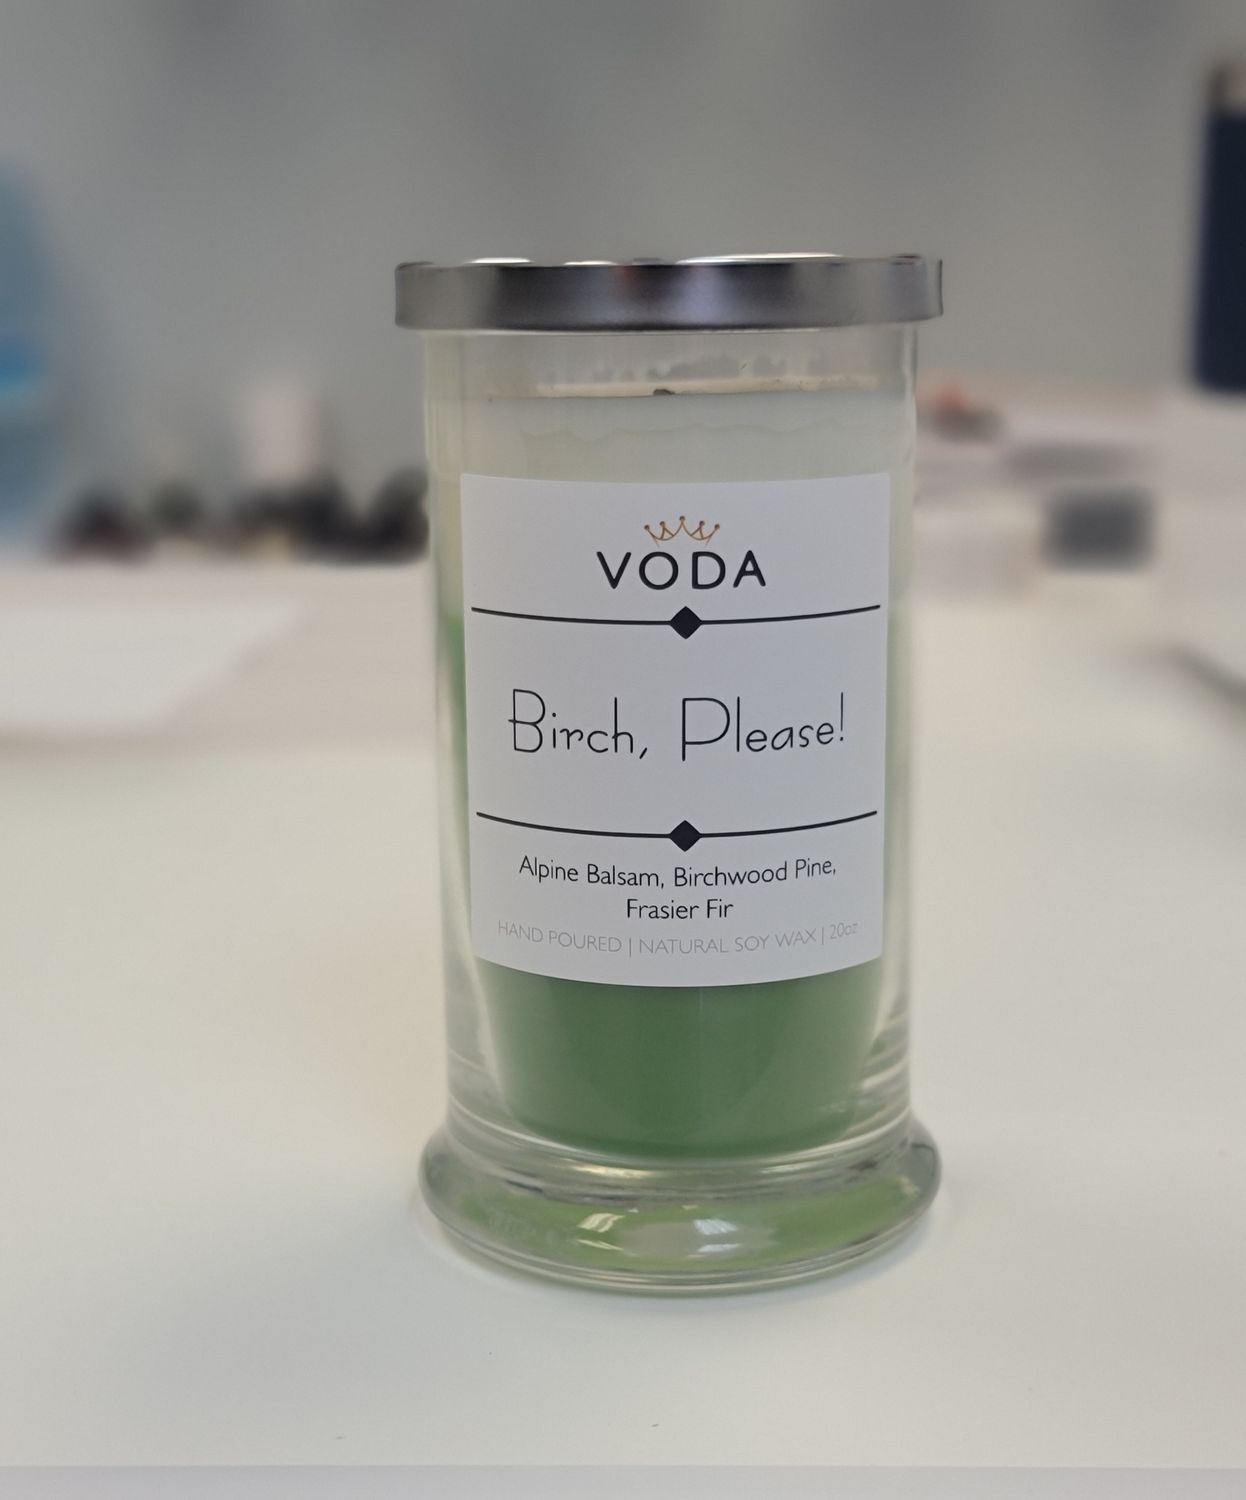 VODA
Birch, Please!
Alpine Balsam, Birchwood Pine,
Frasier Fir
HAND POURED | NATURAL SOY WAX | 20oz